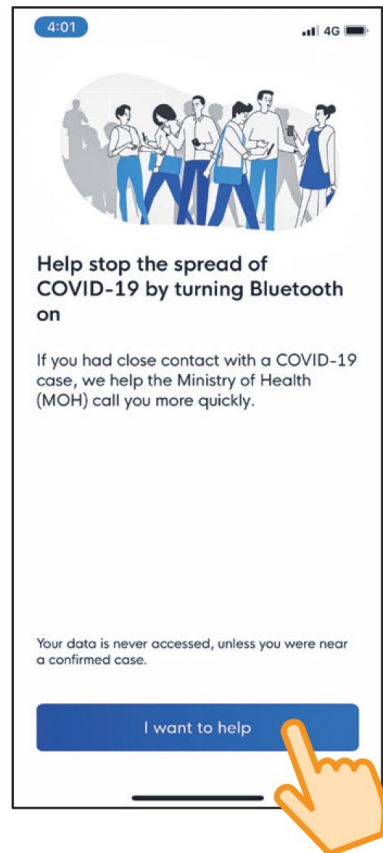 4:01
4G
Help stop the spread of
COVID-19 by turning Bluetooth
on
If you had close contact with a COVID-19
case, we help the Ministry of Health
(MOH) call you more quickly.
Your data is never accessed, unless you were near
a confirmed case.
I want to help